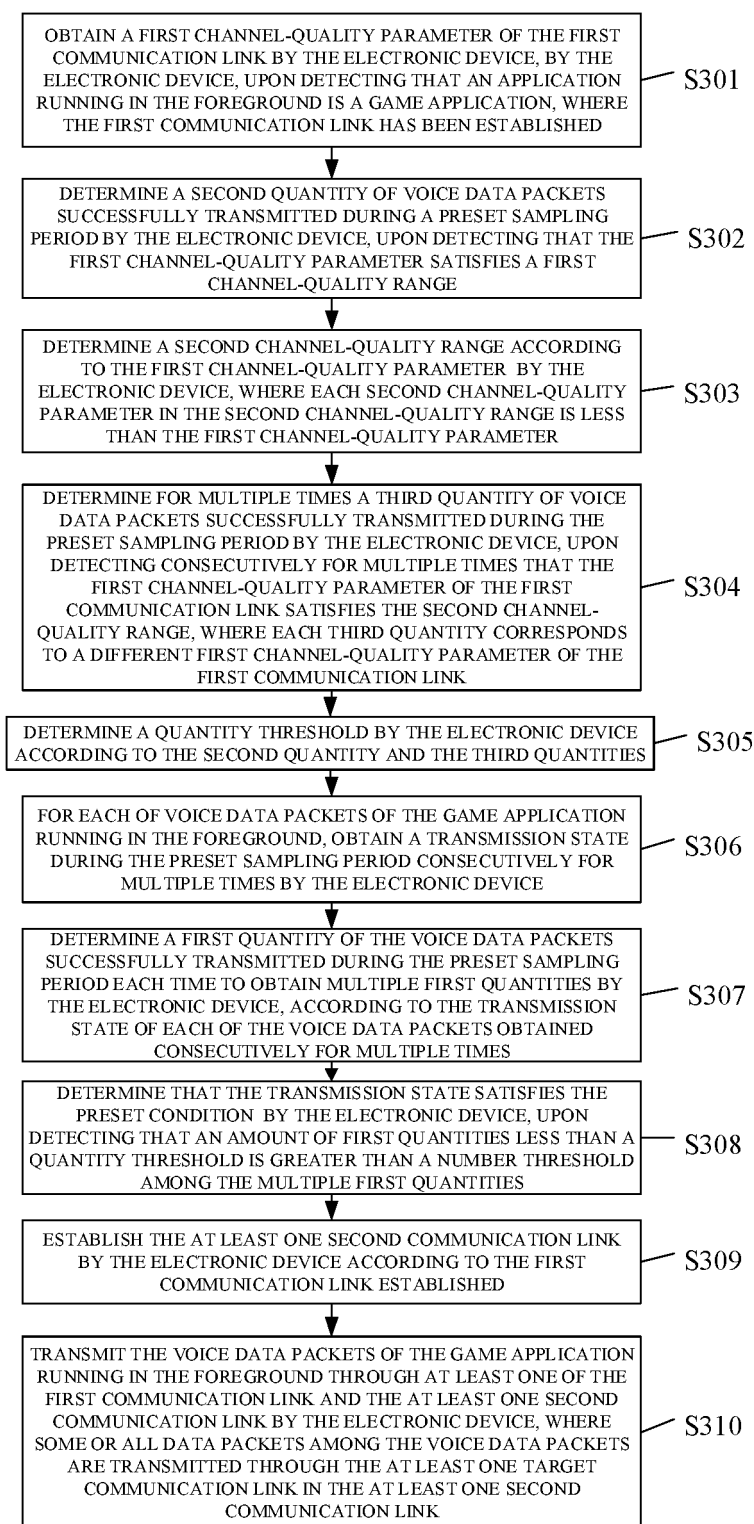 OBTAIN A FIRST CHANNEL-QUALITY PARAMETER OF THE FIRST
COMMUNICATION LINK BY THE ELECTRONIC DEVICE, BY THE
ELECTRONIC DEVICE, UPON DETECTING THAT AN APPLICATION
RUNNING IN THE FOREGROUND IS A GAME APPLICATION, WHERE
THE FIRST COMMUNICATION LINK HAS BEEN ESTABLISHED
S301
DETERMINE A SECOND QUANTITY OF VOICE DATA PACKETS
SUCCESSFULLY TRANSMITTED DURING A PRESET SAMPLING
PERIOD BY THE ELECTRONIC DEVICE, UPON DETECTING THAT THE
FIRST CHANNEL-QUALITY PARAMETER SATISFIES A FIRST
CHANNEL-QUALITY RANGE
S302
DETERMINE A SECOND CHANNEL-QUALITY RANGE ACCORDING
TO THE FIRST CHANNEL-QUALITY PARAMETER BY THE
ELECTRONIC DEVICE, WHERE EACH SECOND CHANNEL-QUALITY
PARAMETER IN THE SECOND CHANNEL-QUALITY RANGE IS LESS
THAN THE FIRST CHANNEL-QUALITY PARAMETER
S303
DETERMINE FOR MULTIPLE TIMES A THIRD QUANTITY OF VOICE
DATA PACKETS SUCCESSFULLY TRANSMITTED DURING THE
PRESET SAMPLING PERIOD BY THE ELECTRONIC DEVICE, UPON
DETECTING CONSECUTIVELY FOR MULTIPLE TIMES THAT THE
FIRST CHANNEL-QUALITY PARAMETER OF THE FIRST
COMMUNICATION LINK SATISFIES THE SECOND CHANNEL-
QUALITY RANGE, WHERE EACH THIRD QUANTITY CORRESPONDS
TO A DIFFERENT FIRST CHANNEL-QUALITY PARAMETER OF THE
FIRST COMMUNICATION LINK
S304
DETERMINE A QUANTITY THRESHOLD BY THE ELECTRONIC DEVICE
ACCORDING TO THE SECOND QUANTITY AND THE THIRD QUANTITIES
S305
FOR EACH OF VOICE DATA PACKETS OF THE GAME APPLICATION
RUNNING IN THE FOREGROUND, OBTAIN A TRANSMISSION STATE
DURING THE PRESET SAMPLING PERIOD CONSECUTIVELY FOR
MULTIPLE TIMES BY THE ELECTRONIC DEVICE
S306
DETERMINE A FIRST QUANTITY OF THE VOICE DATA PACKETS
SUCCESSFULLY TRANSMITTED DURING THE PRESET SAMPLING
PERIOD EACH TIME TO OBTAIN MULTIPLE FIRST QUANTITIES BY
THE ELECTRONIC DEVICE, ACCORDING TO THE TRANSMISSION
STATE OF EACH OF THE VOICE DATA PACKETS OBTAINED
CONSECUTIVELY FOR MULTIPLE TIMES
S307
DETERMINE THAT THE TRANSMISSION STATE SATISFIES THE
PRESET CONDITION BY THE ELECTRONIC DEVICE, UPON
DETECTING THAT AN AMOUNT OF FIRST QUANTITIES LESS THAN A
QUANTITY THRESHOLD IS GREATER THAN A NUMBER THRESHOLD
AMONG THE MULTIPLE FIRST QUANTITIES
S308
ESTABLISH THE AT LEAST ONE SECOND COMMUNICATION LINK
BY THE ELECTRONIC DEVICE ACCORDING TO THE FIRST
COMMUNICATION LINK ESTABLISHED
S309
TRANSMIT THE VOICE DATA PACKETS OF THE GAME APPLICATION
RUNNING IN THE FOREGROUND THROUGH AT LEAST ONE OF THE
FIRST COMMUNICATION LINK AND THE AT LEAST ONE SECOND
COMMUNICATION LINK BY THE ELECTRONIC DEVICE, WHERE
SOME OR ALL DATA PACKETS AMONG THE VOICE DATA PACKETS
ARE TRANSMITTED THROUGH THE AT LEAST ONE TARGET
COMMUNICATION LINK IN THE AT LEAST ONE SECOND
COMMUNICATION LINK
S310